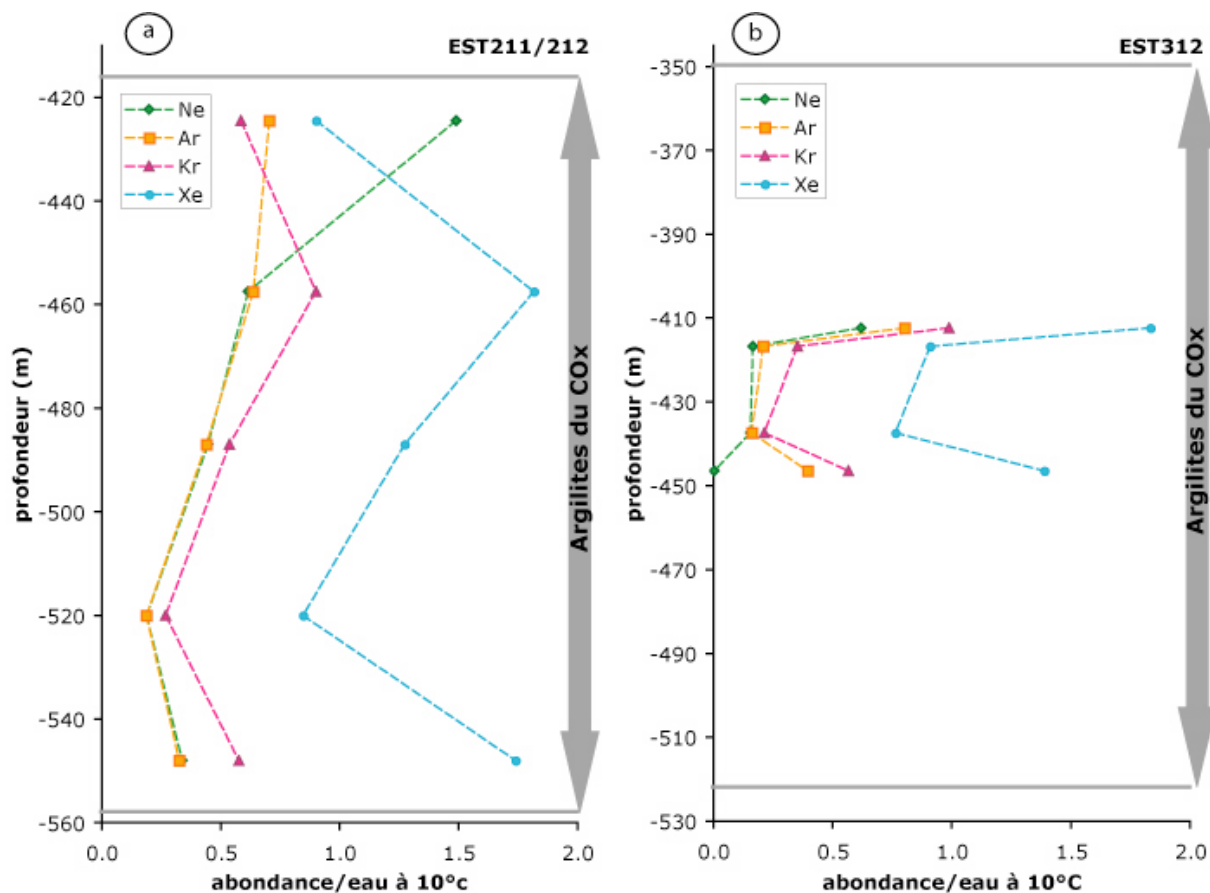 a
EST211/212
Ne
Ar
Kr
Xe
-420
-440
-460
-480
-500
-520
-540
-560
profondeur (m)
Argilites du COx
0.0 0.5 1.0 1.5 2.0
abondance/eau à 10°c
b
EST312
Ne
Ar
Kr
Xe
-350
-370
-390
-410
-430
-450
-470
-490
-510
-530
profondeur (m)
Argilites du COx
0.0 0.5 1.0 1.5 2.0
abondance/eau à 10°C